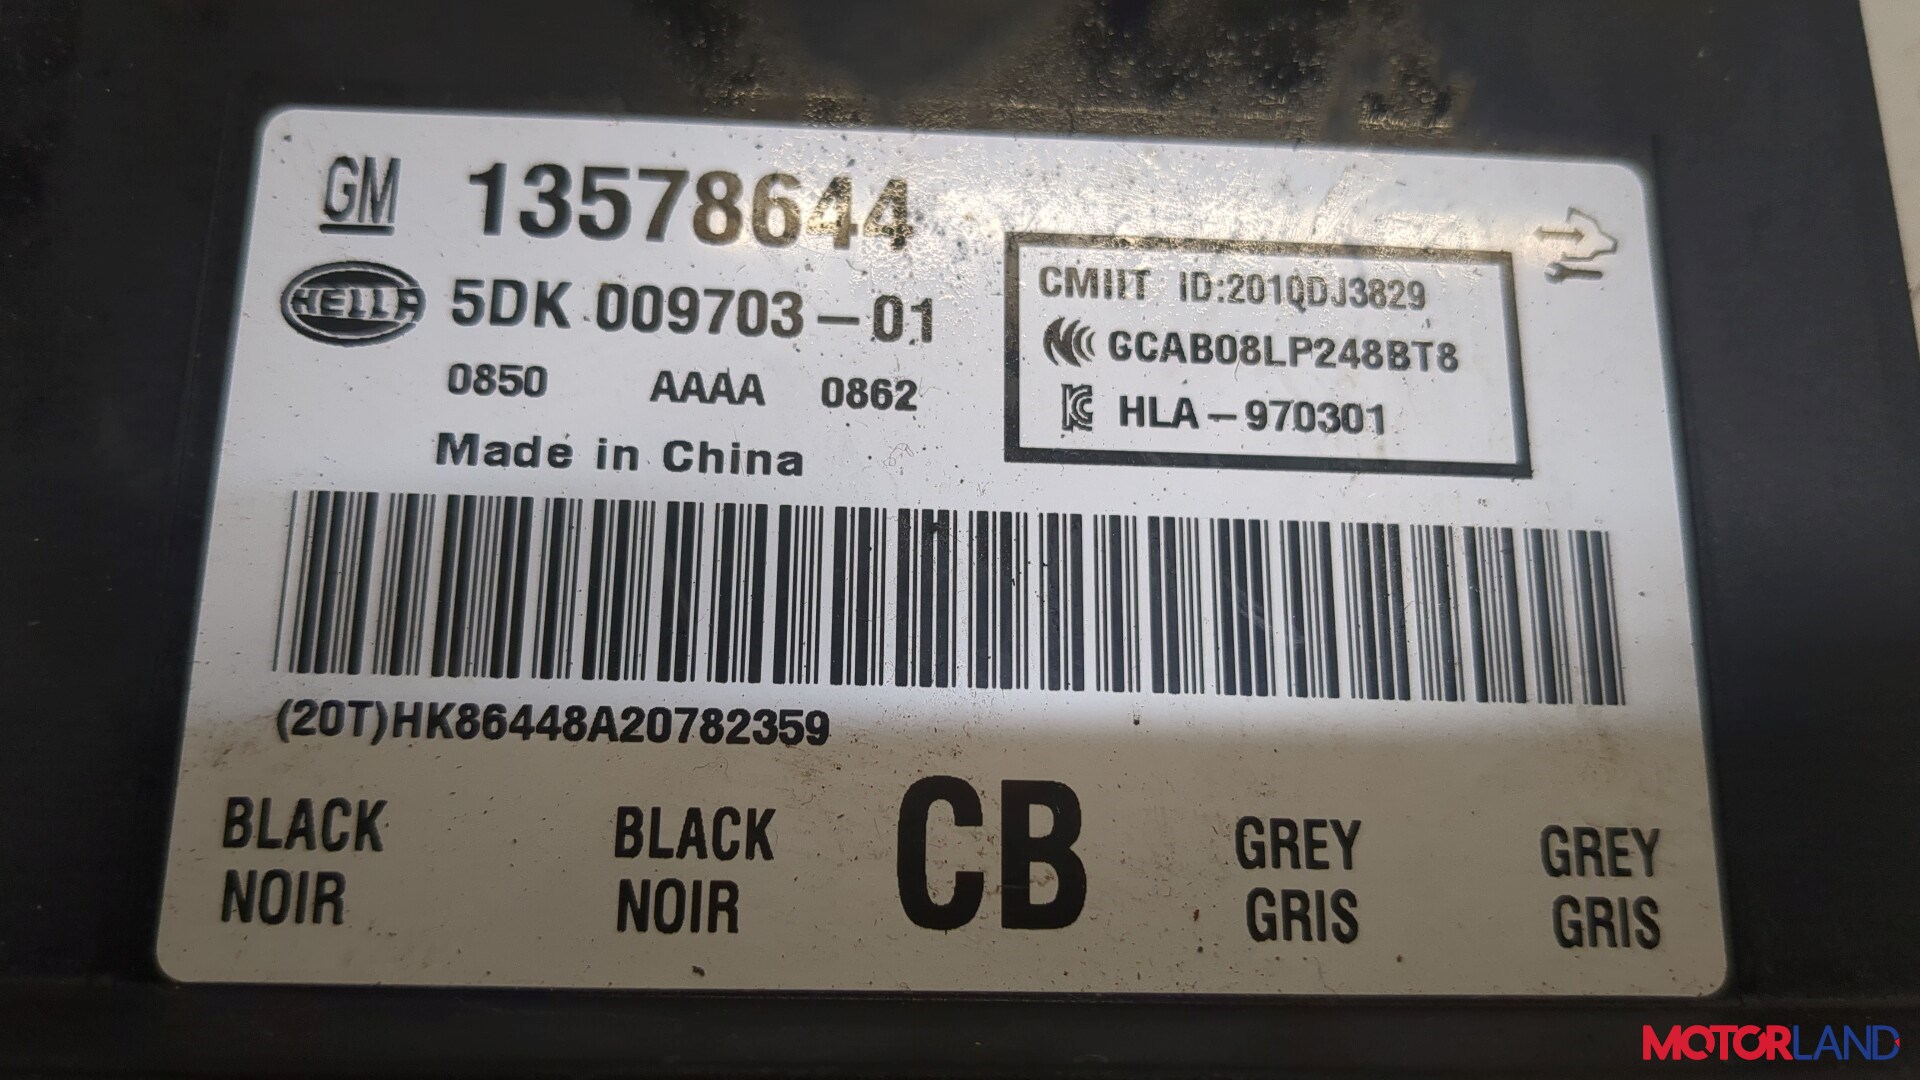 GM 13578644
HELLA 5DK 009703-01
0850 AAAA 0862
Made in China
CMIIT ID:201QDJ3829
GCAB08LP248BT8
HLA-970301
(20T)HK86448A20782359
BLACK NOIR
BLACK NOIR
CB
GREY GRIS
GREY GRIS
MOTORLAND